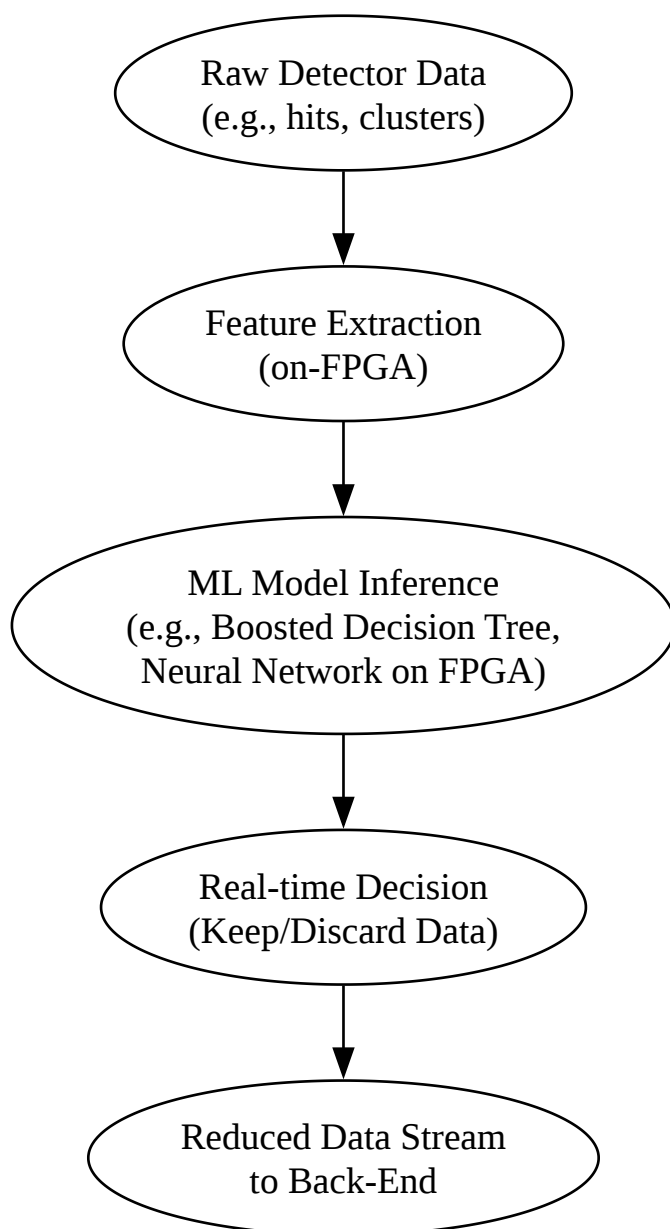 Raw Detector Data
(e.g., hits, clusters)
Feature Extraction
(on-FPGA)
ML Model Inference
(e.g., Boosted Decision Tree,
Neural Network on FPGA)
Real-time Decision
(Keep/Discard Data)
Reduced Data Stream
to Back-End